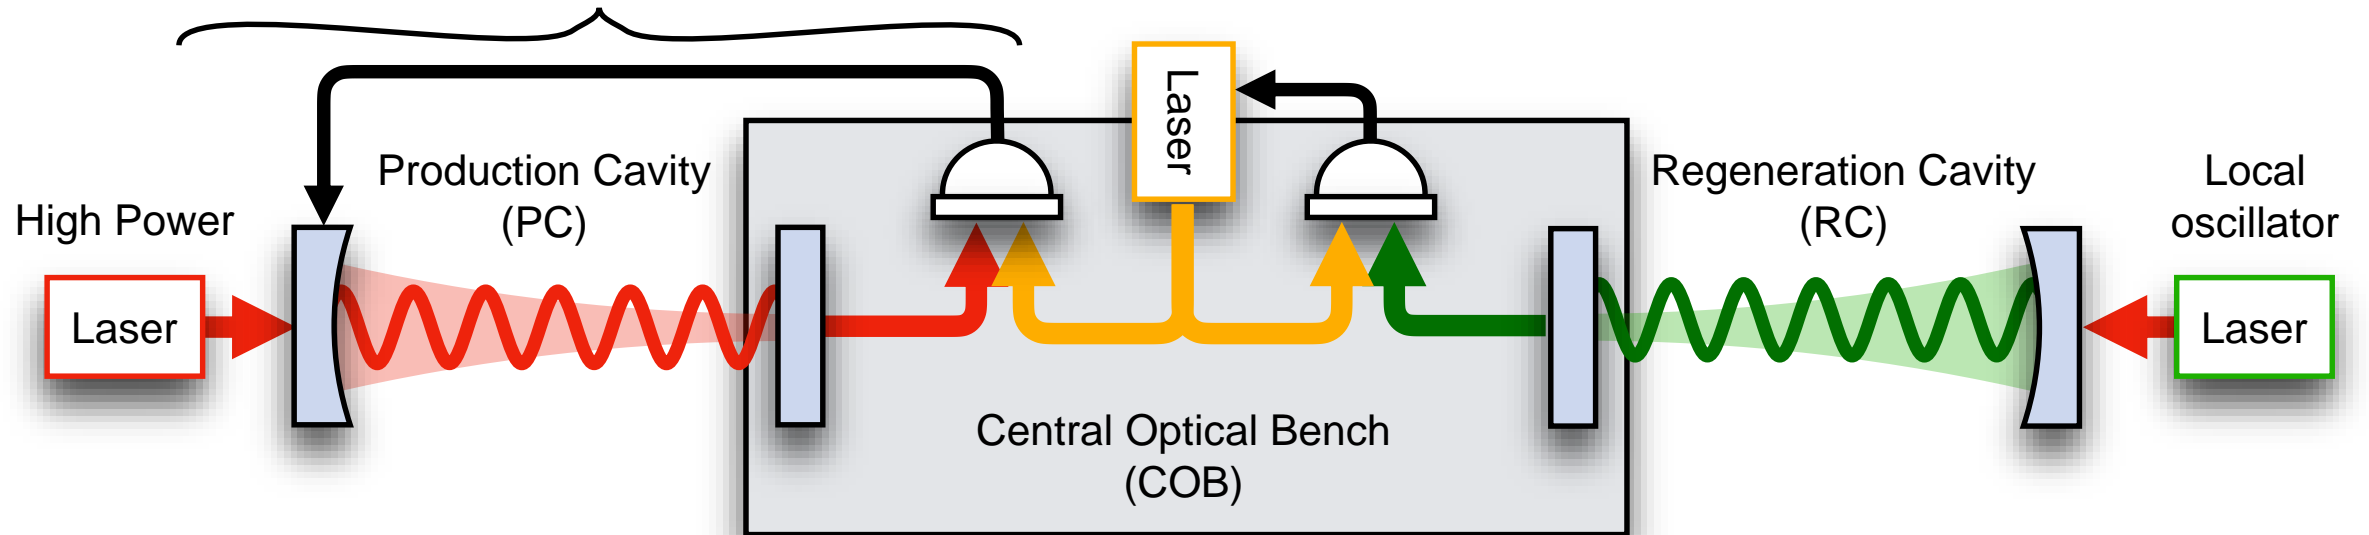 High Power
Laser
Production Cavity
(PC)
Laser
Central Optical Bench
(COB)
Regeneration Cavity
(RC)
Local
oscillator
Laser